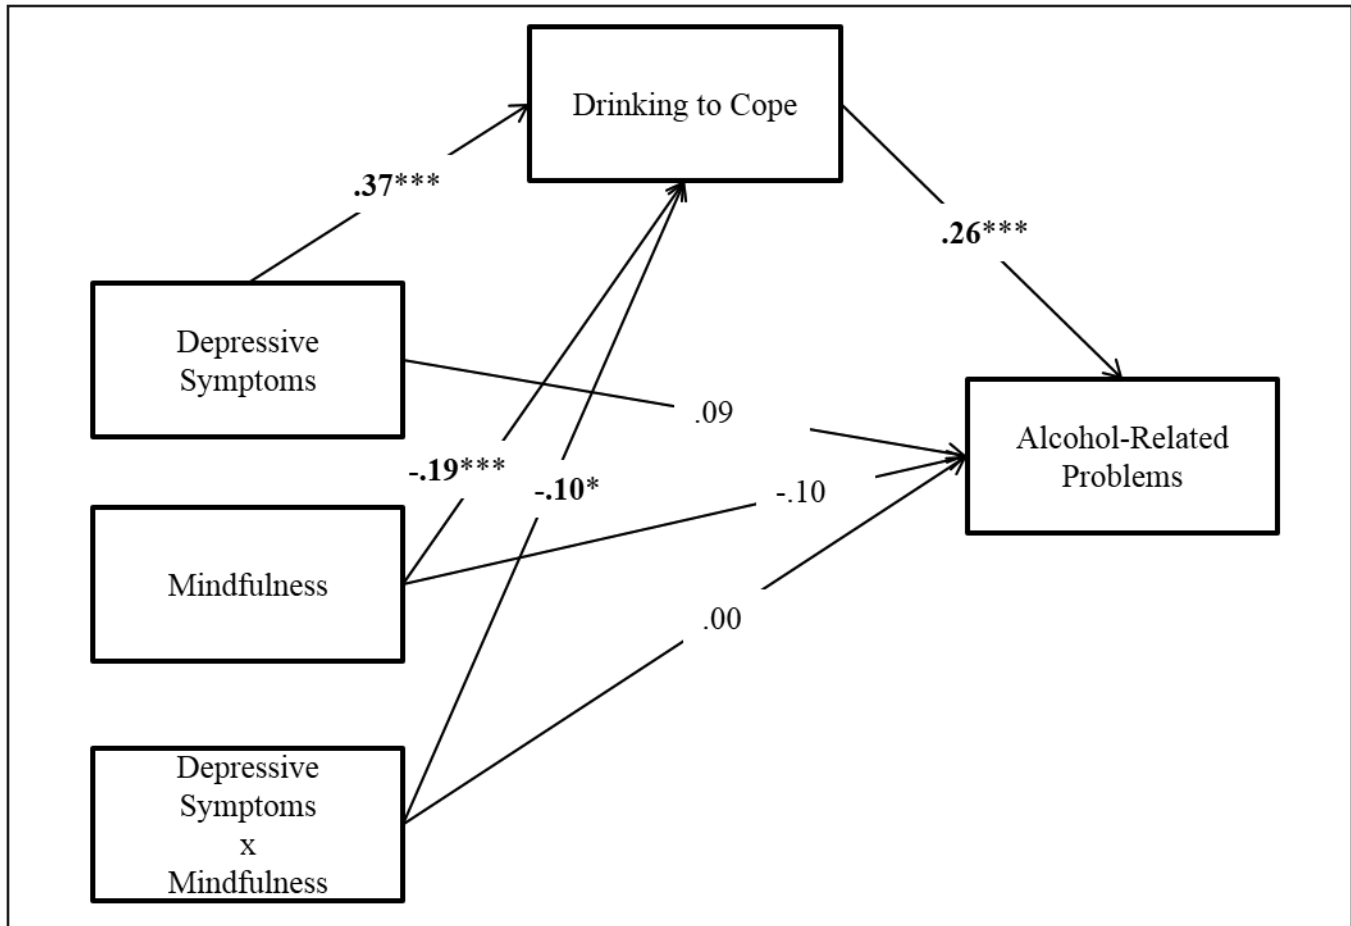 Drinking to Cope
.37***
.26***
Depressive
Symptoms
.09
Alcohol-Related
Problems
-.19***
-.10*
-.10
Mindfulness
.00
Depressive
Symptoms
x
Mindfulness